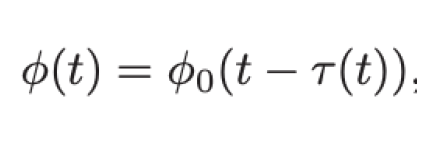 ϕ(t) = ϕ₀(t − τ(t)),